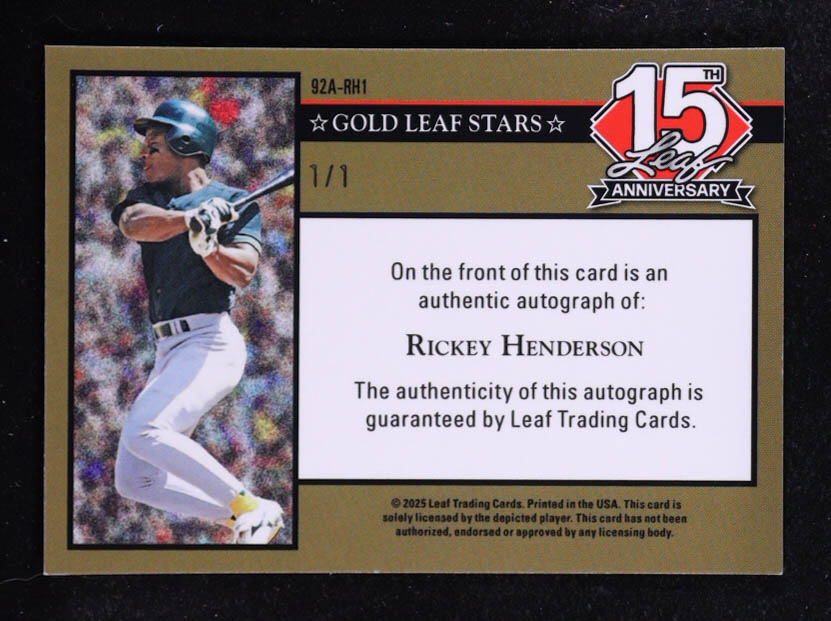 92A-RH1
☆ GOLD LEAF STARS ☆
1/1
15TH
Leaf
ANNIVERSARY
On the front of this card is an
authentic autograph of:
RICKEY HENDERSON
The authenticity of this autograph is
guaranteed by Leaf Trading Cards.
© 2025 Leaf Trading Cards. Printed in the USA. This card is
solely licensed by the depicted player. This card has not been
authorized, endorsed or approved by any licensing body.